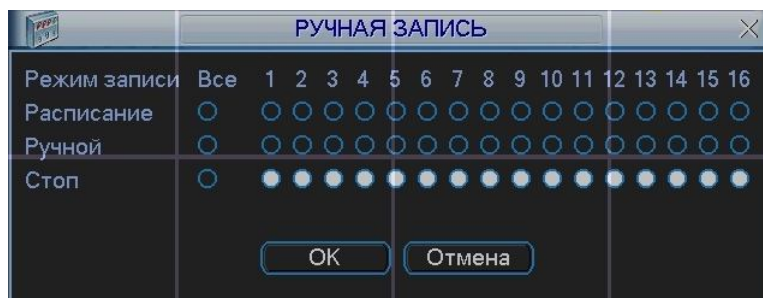 РУЧНАЯ ЗАПИСЬ
Режим записи Все 1 2 3 4 5 6 7 8 9 10 11 12 13 14 15 16
Расписание
Ручной
Стоп
OK Отмена